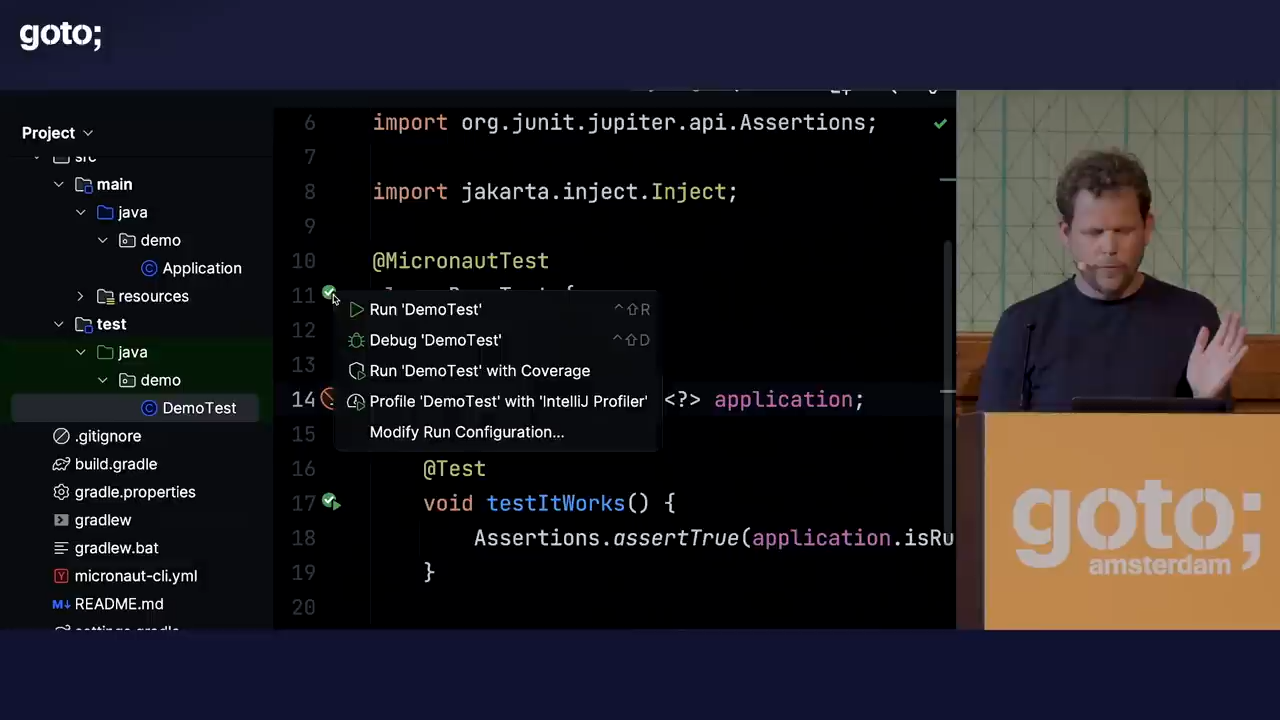 goto;
Project
src
main
java
demo
Application
resources
test
java
demo
DemoTest
.gitignore
build.gradle
gradle.properties
gradlew
gradlew.bat
micronaut-cli.yml
README.md
6 import org.junit.jupiter.api.Assertions;
7
8 import jakarta.inject.Inject;
9
10 @MicronautTest
11
12
13
14 <?> application;
15
16 @Test
17 void testItWorks() {
18 Assertions.assertTrue(application.isRu
19 }
20
Run 'DemoTest' ^⇧R
Debug 'DemoTest' ^⇧D
Run 'DemoTest' with Coverage
Profile 'DemoTest' with 'IntelliJ Profiler'
Modify Run Configuration...
goto;
amsterdam